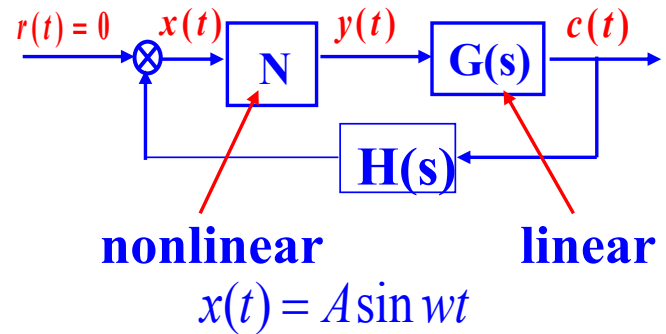 r(t) = 0
x(t)
N
y(t)
G(s)
c(t)
H(s)
nonlinear
linear
x(t) = A sin wt